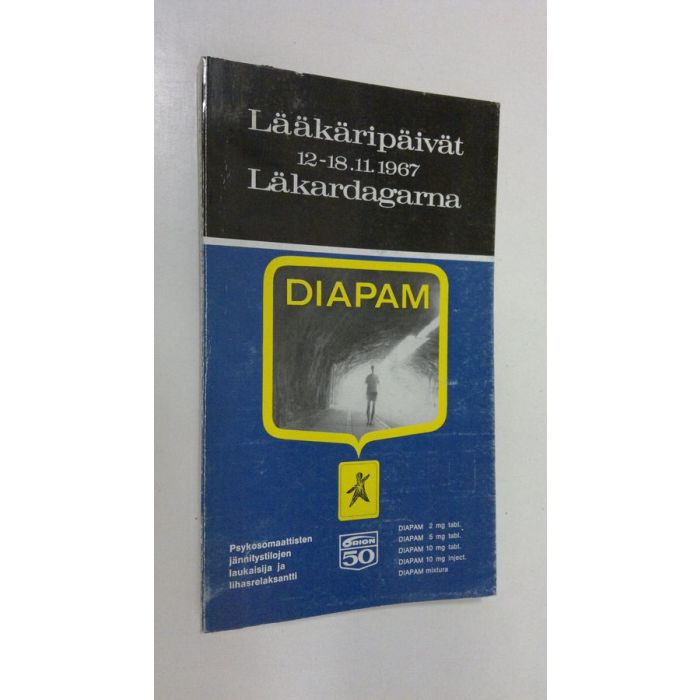 Lääkäripäivät
12-18.11.1967
Läkardagarna
DIAPAM
Psykosomaattisten
jännitystilojen
laukaisija ja
lihasrelaksantti
ORION
50
DIAPAM 2 mg tabl.
DIAPAM 5 mg tabl.
DIAPAM 10 mg tabl.
DIAPAM 10 mg inject.
DIAPAM mixtura